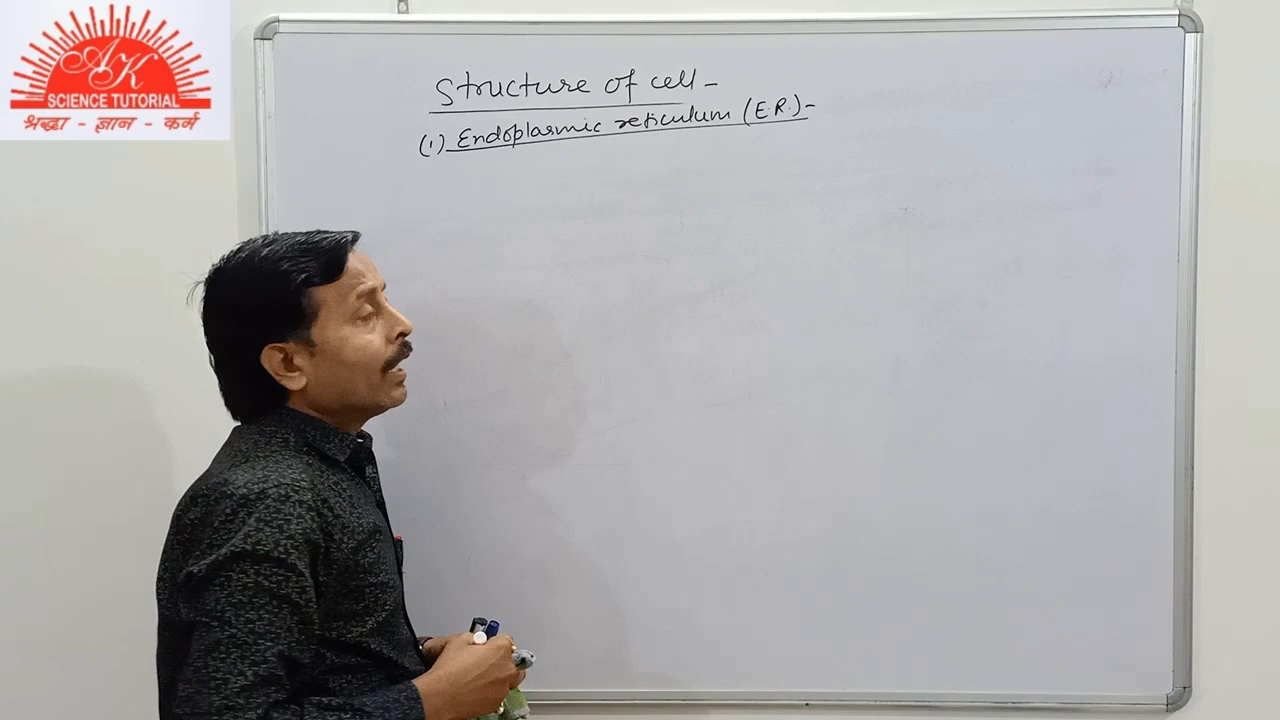 AK
SCIENCE TUTORIAL
श्रद्धा - ज्ञान - कर्म
Structure of cell -
(1) Endoplasmic reticulum (E.R.) -